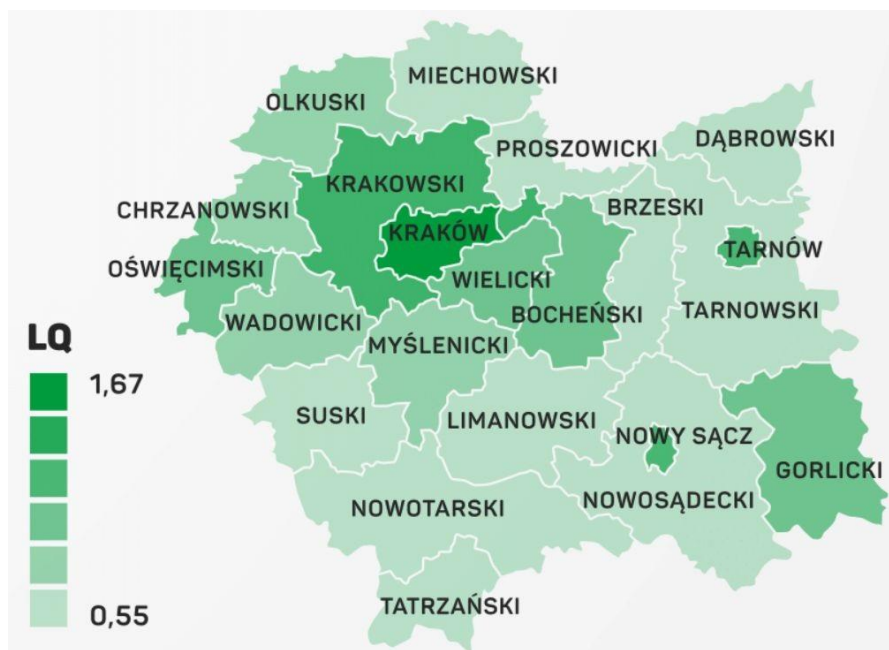 MIECHOWSKI
OLKUSKI
DĄBROWSKI
PROSZOWICKI
KRAKOWSKI
CHRZANOWSKI
BRZESKI
KRAKÓW
TARNÓW
OŚWIĘCIMSKI
WIELICKI
TARNOWSKI
BOCHEŃSKI
WADOWICKI
MYŚLENICKI
LQ
1,67
SUSKI
LIMANOWSKI
NOWY SĄCZ
GORLICKI
NOWOTARSKI
NOWOSĄDECKI
TATRZAŃSKI
0,55